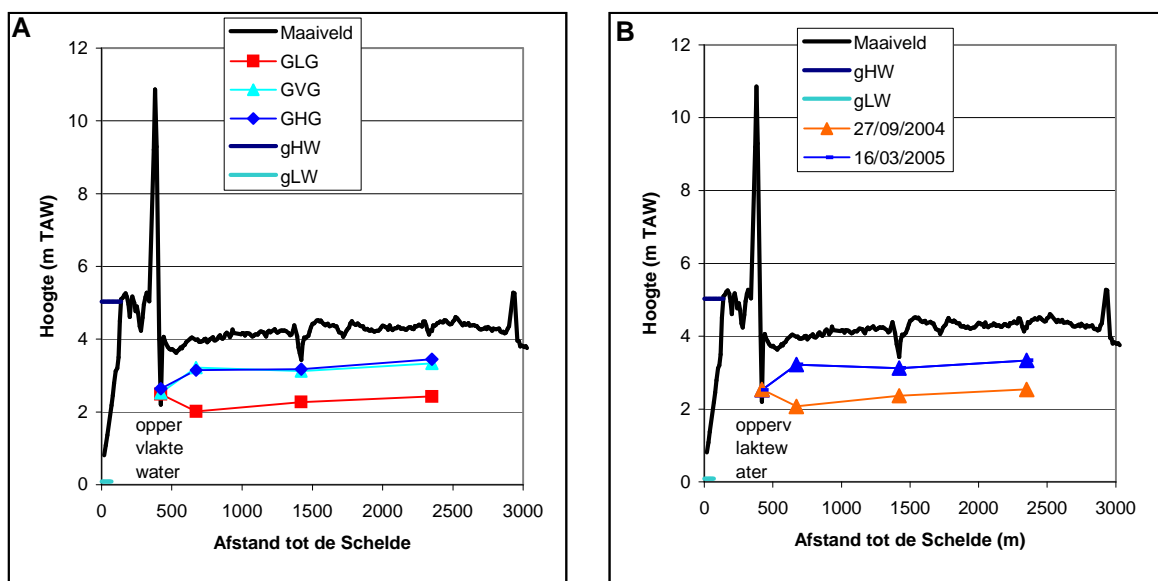 A
Maaiveld
GLG
GVG
GHG
gHW
gLW
12
10
8
6
4
2
0
Hoogte (m TAW)
opper
vlakte
water
0 500 1000 1500 2000 2500 3000
Afstand tot de Schelde
B
Maaiveld
gHW
gLW
27/09/2004
16/03/2005
12
10
8
6
4
2
0
Hoogte (m TAW)
opperv
laktew
ater
0 500 1000 1500 2000 2500 3000
Afstand tot de Schelde (m)